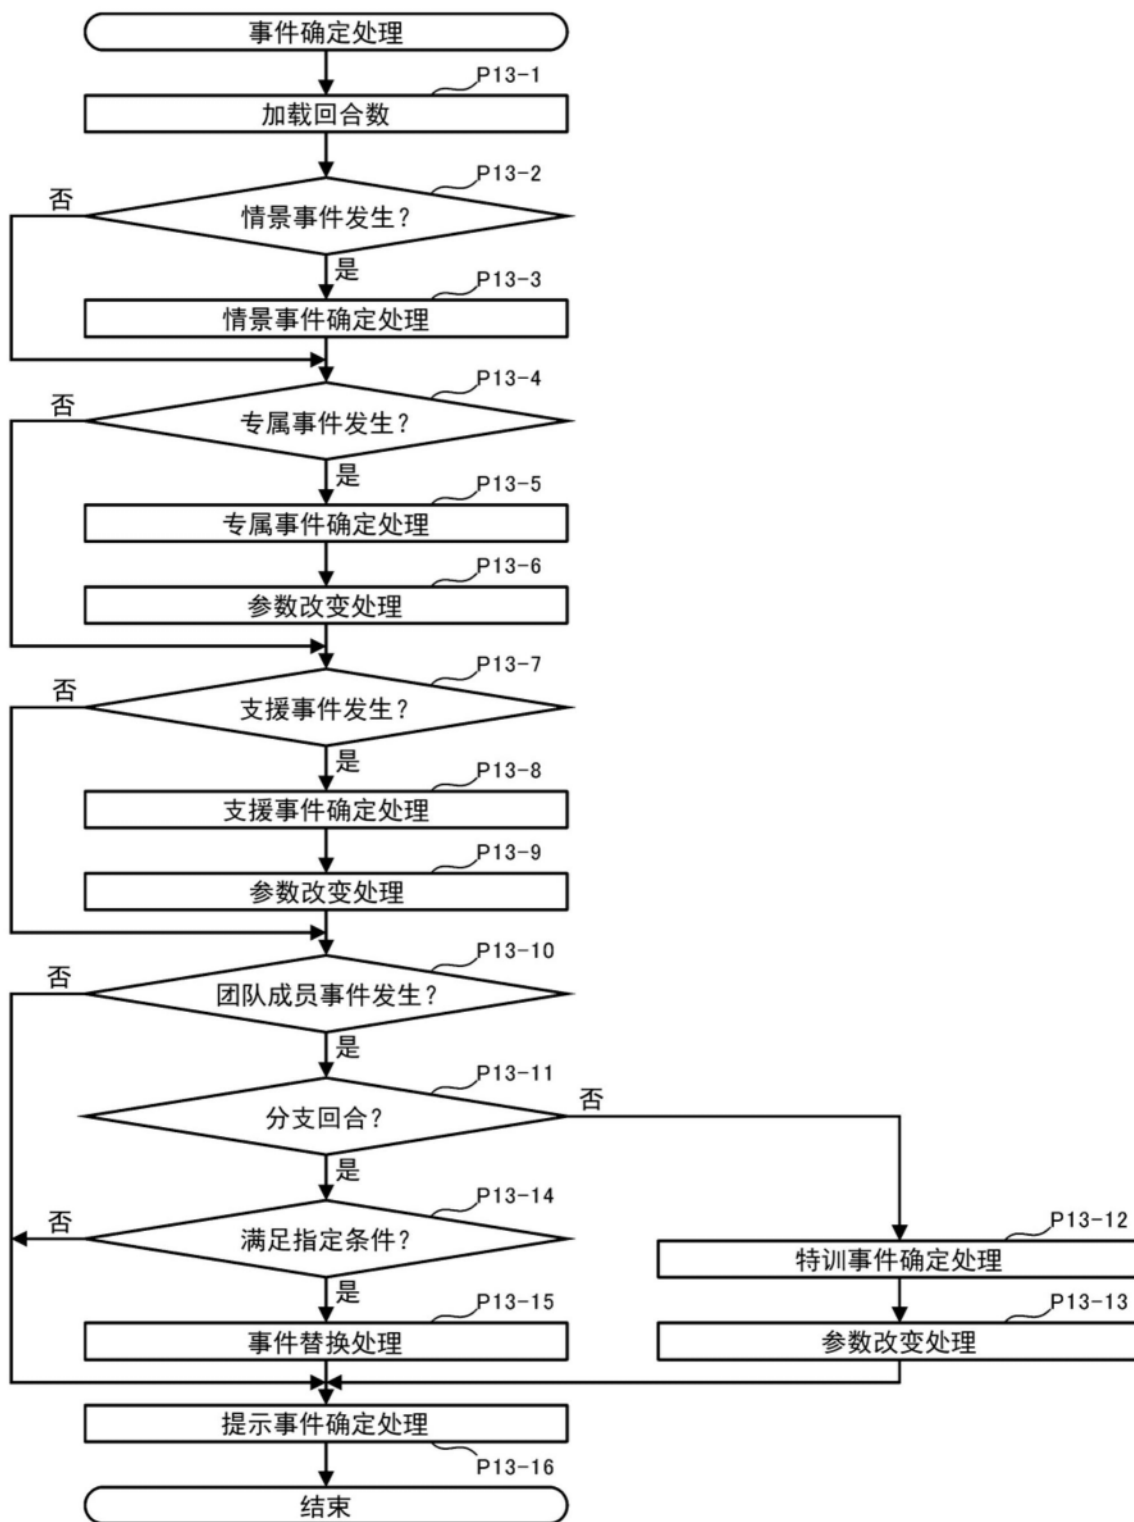 事件确定处理
P13-1
加载回合数
P13-2
否
情景事件发生?
是
P13-3
情景事件确定处理
P13-4
否
专属事件发生?
是
P13-5
专属事件确定处理
P13-6
参数改变处理
P13-7
否
支援事件发生?
是
P13-8
支援事件确定处理
P13-9
参数改变处理
P13-10
否
团队成员事件发生?
是
P13-11
分支回合?
否
是
P13-14
否
满足指定条件?
是
P13-12
特训事件确定处理
P13-13
参数改变处理
P13-15
事件替换处理
提示事件确定处理
P13-16
结束